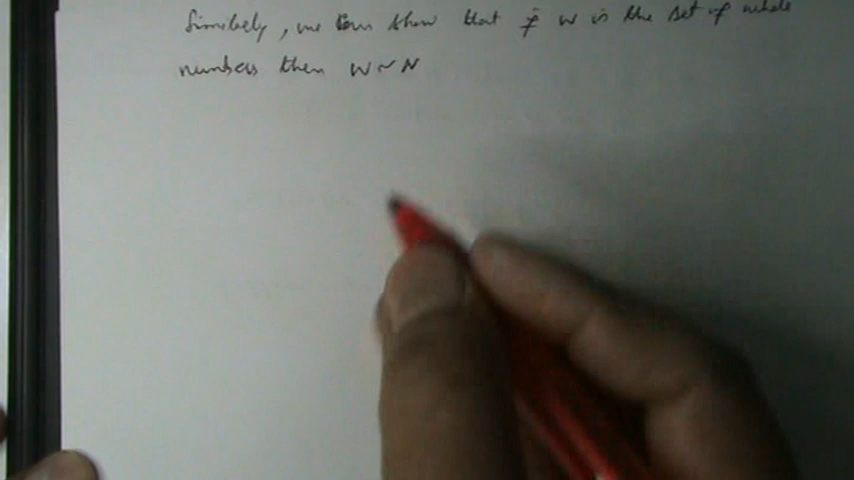 Similarly, we can show that if W is the set of whole
numbers then W ~ N